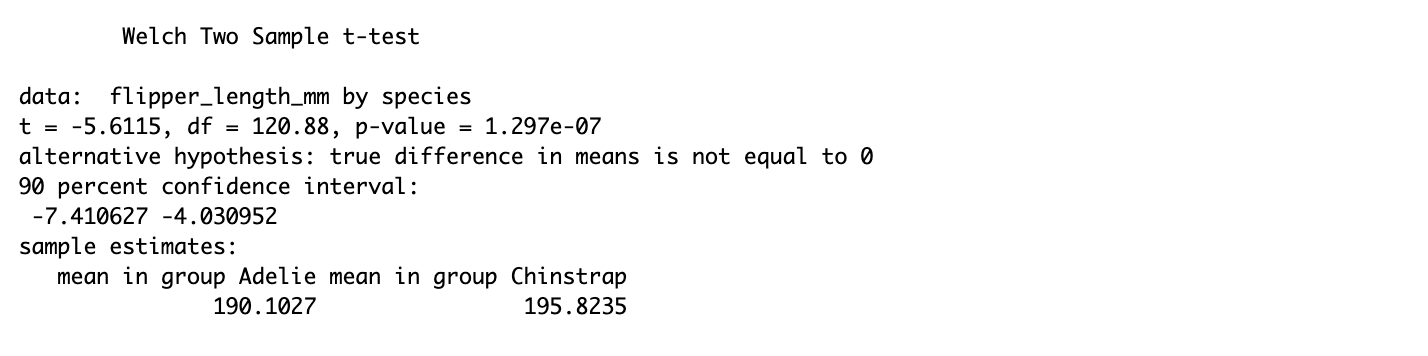 Welch Two Sample t-test
data:  flipper_length_mm by species
t = -5.6115, df = 120.88, p-value = 1.297e-07
alternative hypothesis: true difference in means is not equal to 0
90 percent confidence interval:
-7.410627 -4.030952
sample estimates:
mean in group Adelie mean in group Chinstrap
190.1027 195.8235